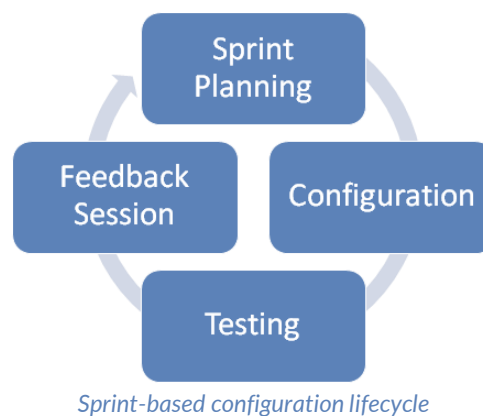 Sprint
Planning
Configuration
Testing
Feedback
Session
Sprint-based configuration lifecycle